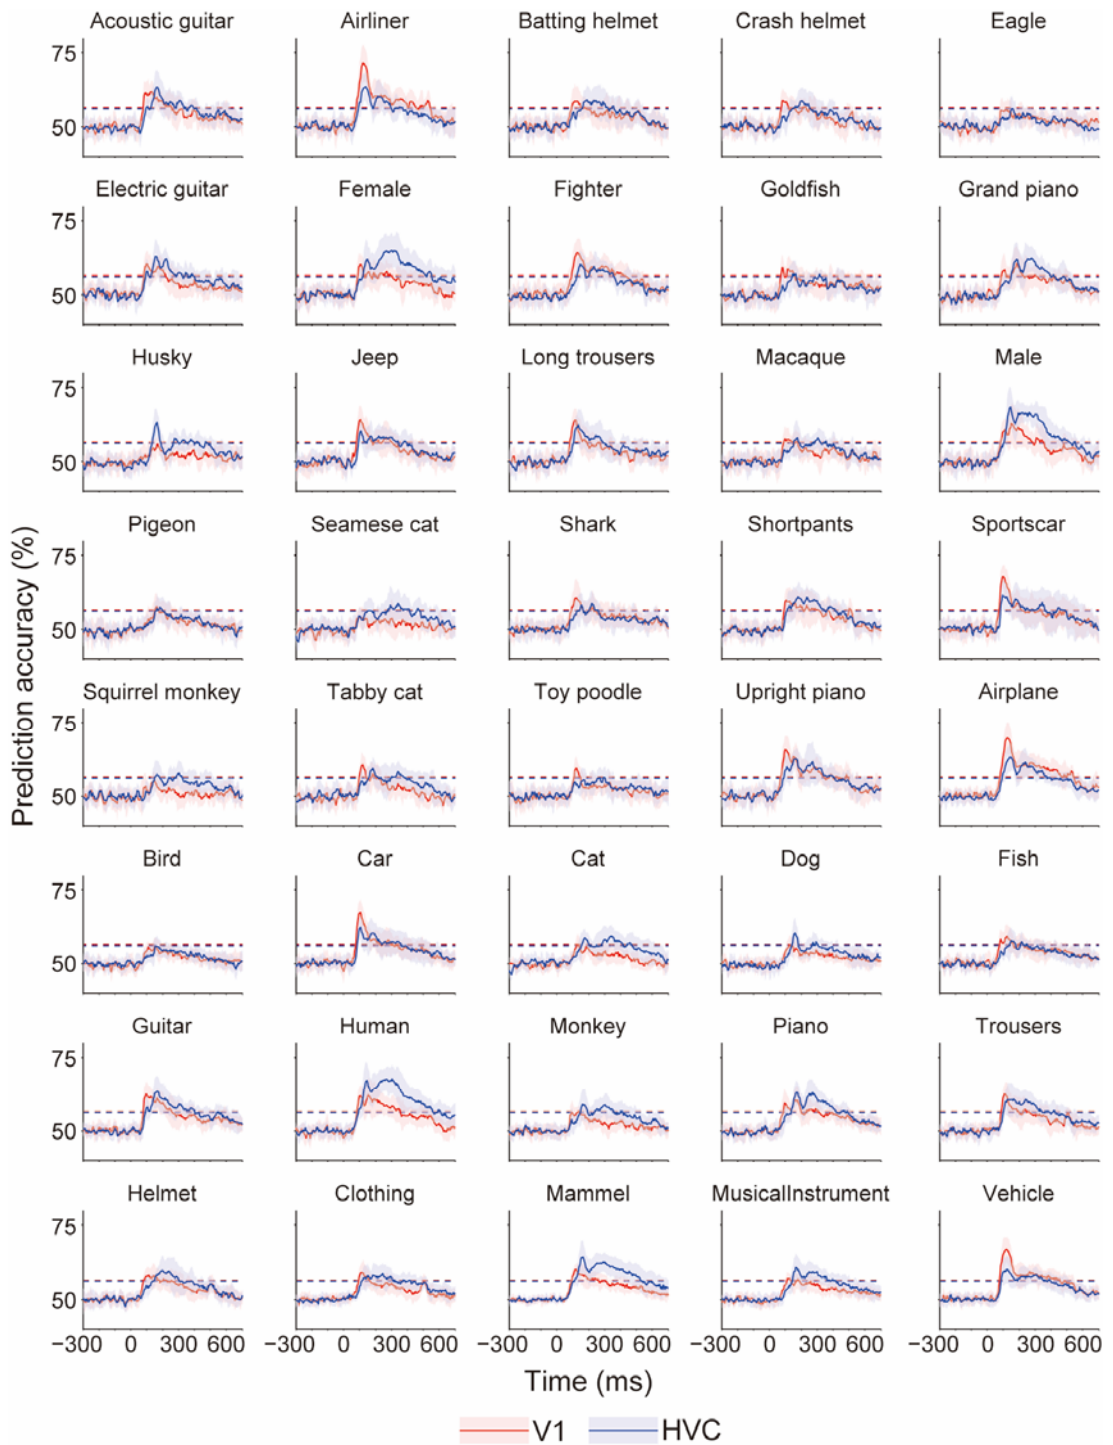 Acoustic guitar Airliner Batting helmet Crash helmet Eagle
75
50
Electric guitar Female Fighter Goldfish Grand piano
75
50
Husky Jeep Long trousers Macaque Male
75
50
Pigeon Seamese cat Shark Shortpants Sportscar
75
50
Squirrel monkey Tabby cat Toy poodle Upright piano Airplane
75
50
Bird Car Cat Dog Fish
75
50
Guitar Human Monkey Piano Trousers
75
50
Helmet Clothing Mammel MusicalInstrument Vehicle
75
50
Prediction accuracy (%)
−300 0 300 600 −300 0 300 600 −300 0 300 600 −300 0 300 600 −300 0 300 600
Time (ms)
V1 HVC